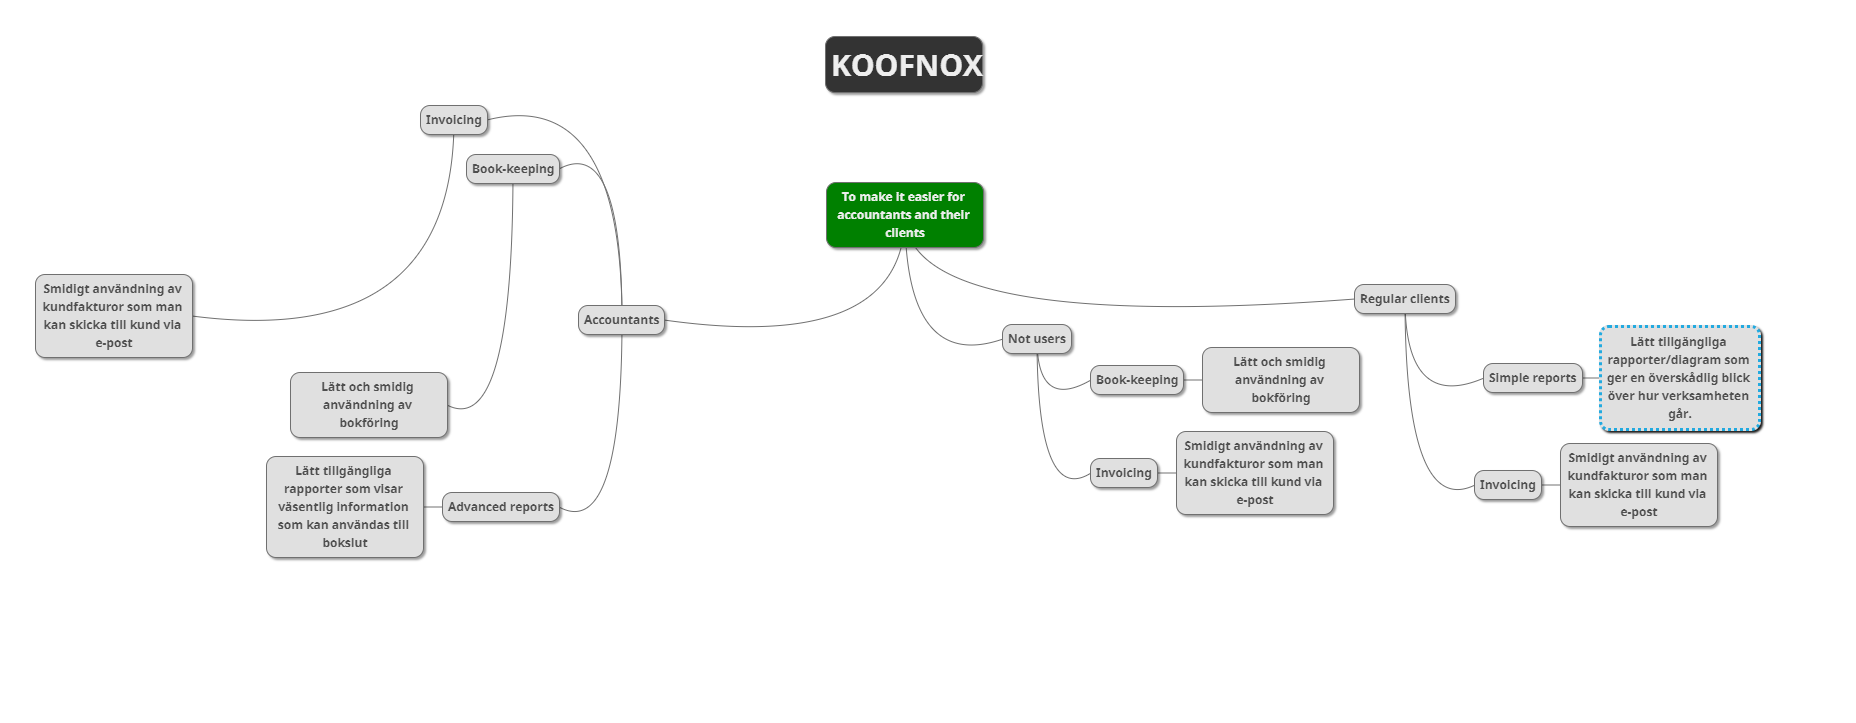 KOOFNOX
Invoicing
Book-keeping
To make it easier for
accountants and their
clients
Smidigt användning av
kundfakturor som man
kan skicka till kund via
e-post
Accountants
Lätt och smidig
användning av
bokföring
Lätt tillgängliga
rapporter som visar
väsentlig information
som kan användas till
bokslut
Advanced reports
Not users
Book-keeping
Lätt och smidig
användning av
bokföring
Invoicing
Smidigt användning av
kundfakturor som man
kan skicka till kund via
e-post
Regular clients
Simple reports
Lätt tillgängliga
rapporter/diagram som
ger en överskådlig blick
över hur verksamheten
går.
Invoicing
Smidigt användning av
kundfakturor som man
kan skicka till kund via
e-post